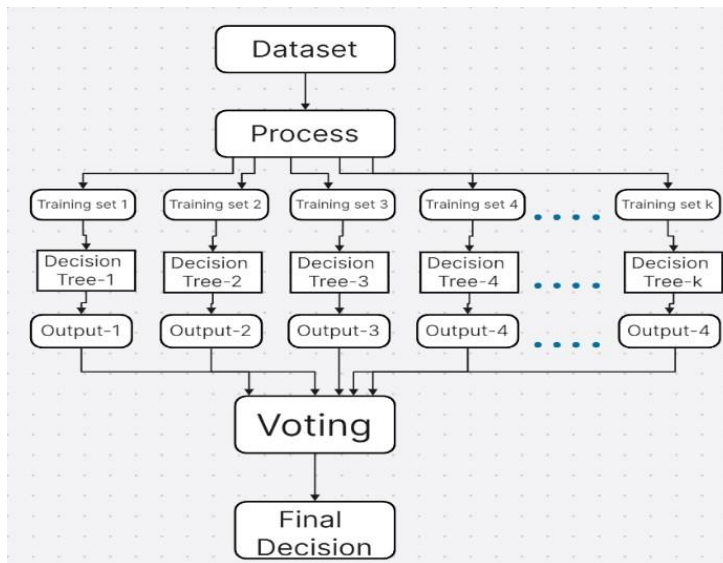 Dataset
Process
Training set 1
Training set 2
Training set 3
Training set 4
Training set k
Decision
Tree-1
Decision
Tree-2
Decision
Tree-3
Decision
Tree-4
Decision
Tree-k
Output-1
Output-2
Output-3
Output-4
Output-4
Voting
Final
Decision